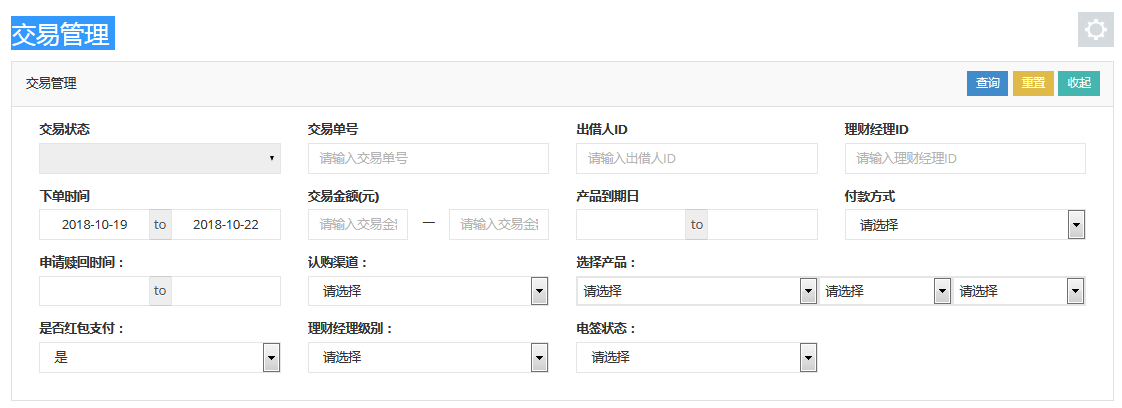 交易管理
交易管理 查询 重置 收起
交易状态 交易单号 出借人ID 理财经理ID
请输入交易单号 请输入出借人ID 请输入理财经理ID
下单时间 交易金额(元) 产品到期日 付款方式
2018-10-19 to 2018-10-22 请输入交易金 — 请输入交易金 to 请选择
申请赎回时间： 认购渠道： 选择产品：
to 请选择 请选择 请选择 请选择
是否红包支付： 理财经理级别： 电签状态：
是 请选择 请选择